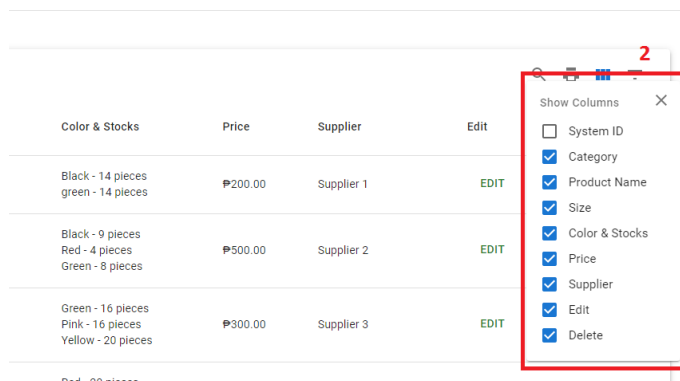 2
Show Columns
System ID
Category
Product Name
Size
Color & Stocks
Price
Supplier
Edit
Delete
Color & Stocks Price Supplier Edit
Black - 14 pieces
green - 14 pieces
₱200.00 Supplier 1 EDIT
Black - 9 pieces
Red - 4 pieces
Green - 8 pieces
₱500.00 Supplier 2 EDIT
Green - 16 pieces
Pink - 16 pieces
Yellow - 20 pieces
₱300.00 Supplier 3 EDIT